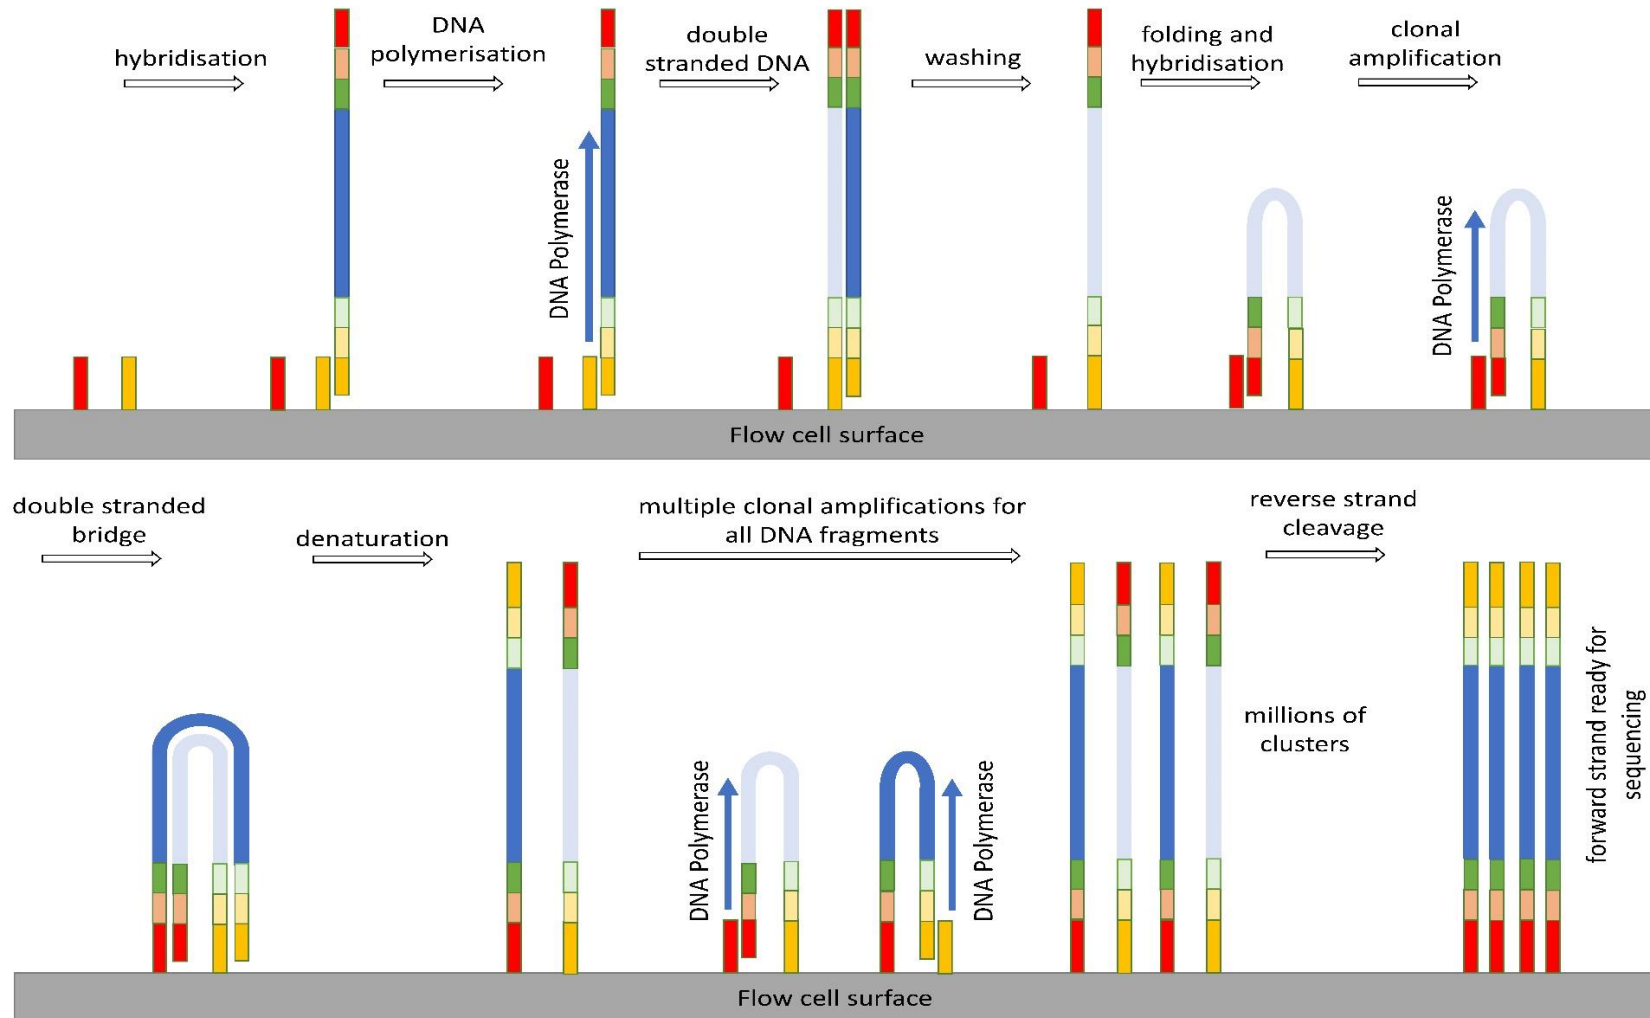 hybridisation
DNA
polymerisation
double
stranded DNA
washing
folding and
hybridisation
clonal
amplification
DNA Polymerase
DNA Polymerase
Flow cell surface
double stranded
bridge
denaturation
multiple clonal amplifications for
all DNA fragments
reverse strand
cleavage
DNA Polymerase
DNA Polymerase
millions of
clusters
forward strand ready for
sequencing
Flow cell surface